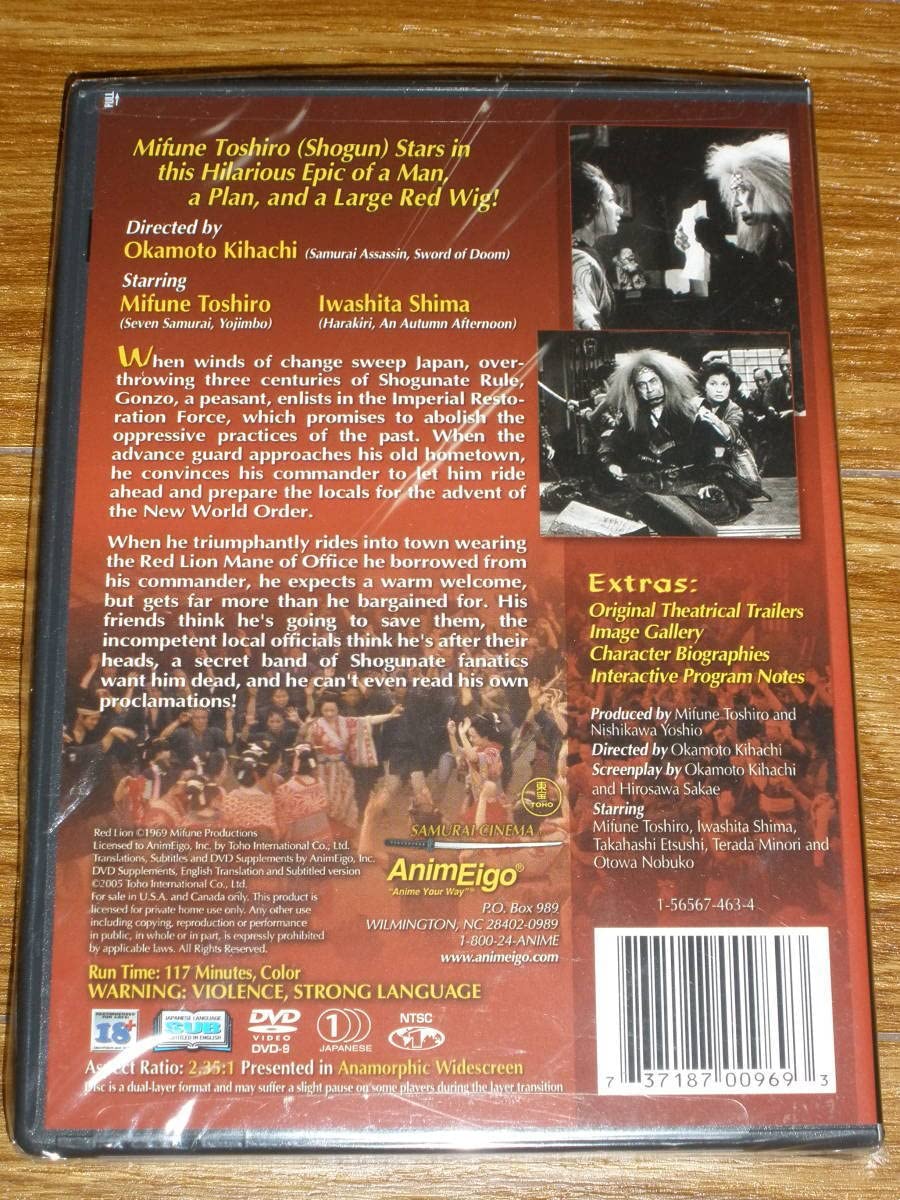 PULL
Mifune Toshiro (Shogun) Stars in
this Hilarious Epic of a Man,
a Plan, and a Large Red Wig!
Directed by
Okamoto Kihachi (Samurai Assassin, Sword of Doom)
Starring
Mifune Toshiro
(Seven Samurai, Yojimbo)
Iwashita Shima
(Harakiri, An Autumn Afternoon)
When winds of change sweep Japan, over-
throwing three centuries of Shogunate Rule,
Gonzo, a peasant, enlists in the Imperial Resto-
ration Force, which promises to abolish the
oppressive practices of the past. When the
advance guard approaches his old hometown,
he convinces his commander to let him ride
ahead and prepare the locals for the advent of
the New World Order.
When he triumphantly rides into town wearing
the Red Lion Mane of Office he borrowed from
his commander, he expects a warm welcome,
but gets far more than he bargained for. His
friends think he's going to save them, the
incompetent local officials think he's after their
heads, a secret band of Shogunate fanatics
want him dead, and he can't even read his own
proclamations!
Extras:
Original Theatrical Trailers
Image Gallery
Character Biographies
Interactive Program Notes
Produced by Mifune Toshiro and
Nishikawa Yoshio
Directed by Okamoto Kihachi
Screenplay by Okamoto Kihachi
and Hirosawa Sakae
Starring
Mifune Toshiro, Iwashita Shima,
Takahashi Etsushi, Terada Minori and
Otowa Nobuko
東宝
TOHO
Red Lion ©1969 Mifune Productions
Licensed to AnimEigo, Inc. by Toho International Co., Ltd.
Translations, Subtitles and DVD Supplements by AnimEigo, Inc.
DVD Supplements, English Translation and Subtitled version
©2005 Toho International Co., Ltd.
For sale in U.S.A. and Canada only. This product is
licensed for private home use only. Any other use
including copying, reproduction or performance
in public, in whole or in part, is expressly prohibited
by applicable laws. All Rights Reserved.
SAMURAI CINEMA
AnimEigo®
"Anime Your Way"®
P.O. Box 989
WILMINGTON, NC 28402-0989
1-800-24-ANIME
www.animeigo.com
1-56567-463-4
Run Time: 117 Minutes, Color
WARNING: VIOLENCE, STRONG LANGUAGE
18+
JAPANESE LANGUAGE
SUB
TITLED IN ENGLISH
DVD
VIDEO
DVD-9
1
JAPANESE
NTSC
1
Aspect Ratio: 2.35:1 Presented in Anamorphic Widescreen
Disc is a dual-layer format and may suffer a slight pause on some players during the layer transition
7 37187 00969 3